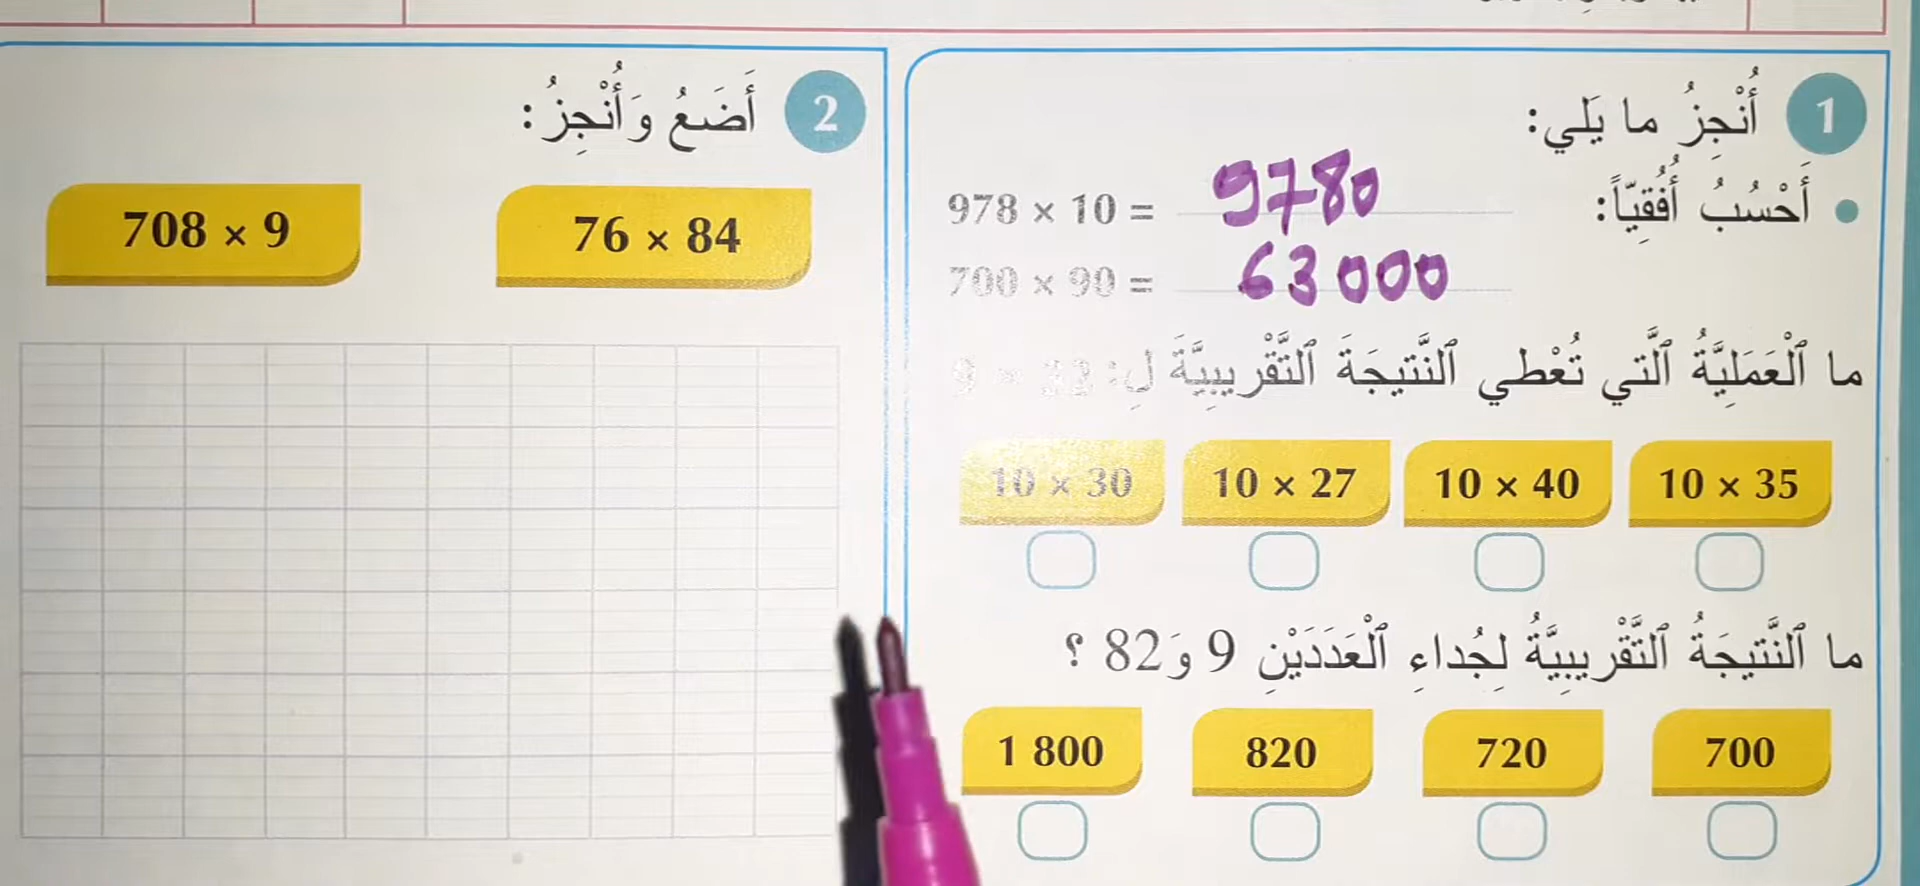 1 أُنْجِزُ ما يَلي:
• أَحْسُبُ أُفُقِيّاً:
978 × 10 = 9780
700 × 90 = 63000
ما ٱلْعَمَلِيَّةُ ٱلَّتي تُعْطي ٱلنَّتيجَةَ ٱلتَّقْريبِيَّةَ لِ: 32 × 9
10 × 30 10 × 27 10 × 40 10 × 35
ما ٱلنَّتيجَةُ ٱلتَّقْريبِيَّةُ لِجُداءِ ٱلْعَدَدَيْنِ 9 وَ82 ؟
1 800 820 720 700
2 أَضَعُ وَأُنْجِزُ:
708 × 9 76 × 84